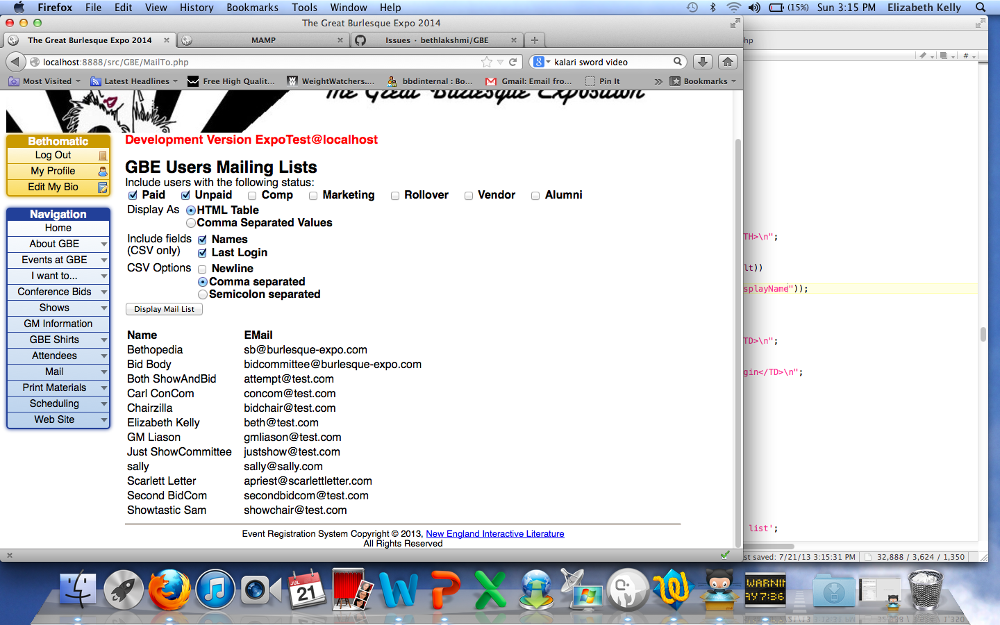 Firefox File Edit View History Bookmarks Tools Window Help (15%) Sun 3:15 PM Elizabeth Kelly
The Great Burlesque Expo 2014
The Great Burlesque Expo 2014 MAMP Issues · bethlakshmi/GBE
hp
localhost:8888/src/GBE/MailTo.php
8 kalari sword video
#
Most Visited Latest Headlines Free High Qualit... WeightWatchers.... bbdinternal : Bo... Gmail: Email fro... Pin It » Bookmarks
The Great Burlesque Exposition
Bethomatic
Log Out
My Profile
Edit My Bio
Navigation
Home
About GBE
Events at GBE
I want to...
Conference Bids
Shows
GM Information
GBE Shirts
Attendees
Mail
Print Materials
Scheduling
Web Site
Development Version ExpoTest@localhost
GBE Users Mailing Lists
Include users with the following status:
Paid Unpaid Comp Marketing Rollover Vendor Alumni
Display As HTML Table
Comma Separated Values
Include fields Names
(CSV only) Last Login
CSV Options Newline
Comma separated
Semicolon separated
Display Mail List
Name EMail
Bethopedia sb@burlesque-expo.com
Bid Body bidcommittee@burlesque-expo.com
Both ShowAndBid attempt@test.com
Carl ConCom concom@test.com
Chairzilla bidchair@test.com
Elizabeth Kelly beth@test.com
GM Liason gmliason@test.com
Just ShowCommittee justshow@test.com
sally sally@sally.com
Scarlett Letter apriest@scarlettletter.com
Second BidCom secondbidcom@test.com
Showtastic Sam showchair@test.com
Event Registration System Copyright © 2013, New England Interactive Literature
All Rights Reserved
TH>\n";
lt))
splayName"));
TD>\n";
gin</TD>\n";
list';
st saved: 7/21/13 3:15:31 PM 32,888 / 3,624 / 1,350
JUL
21
W
P
X
WARNIN
AY 7:36